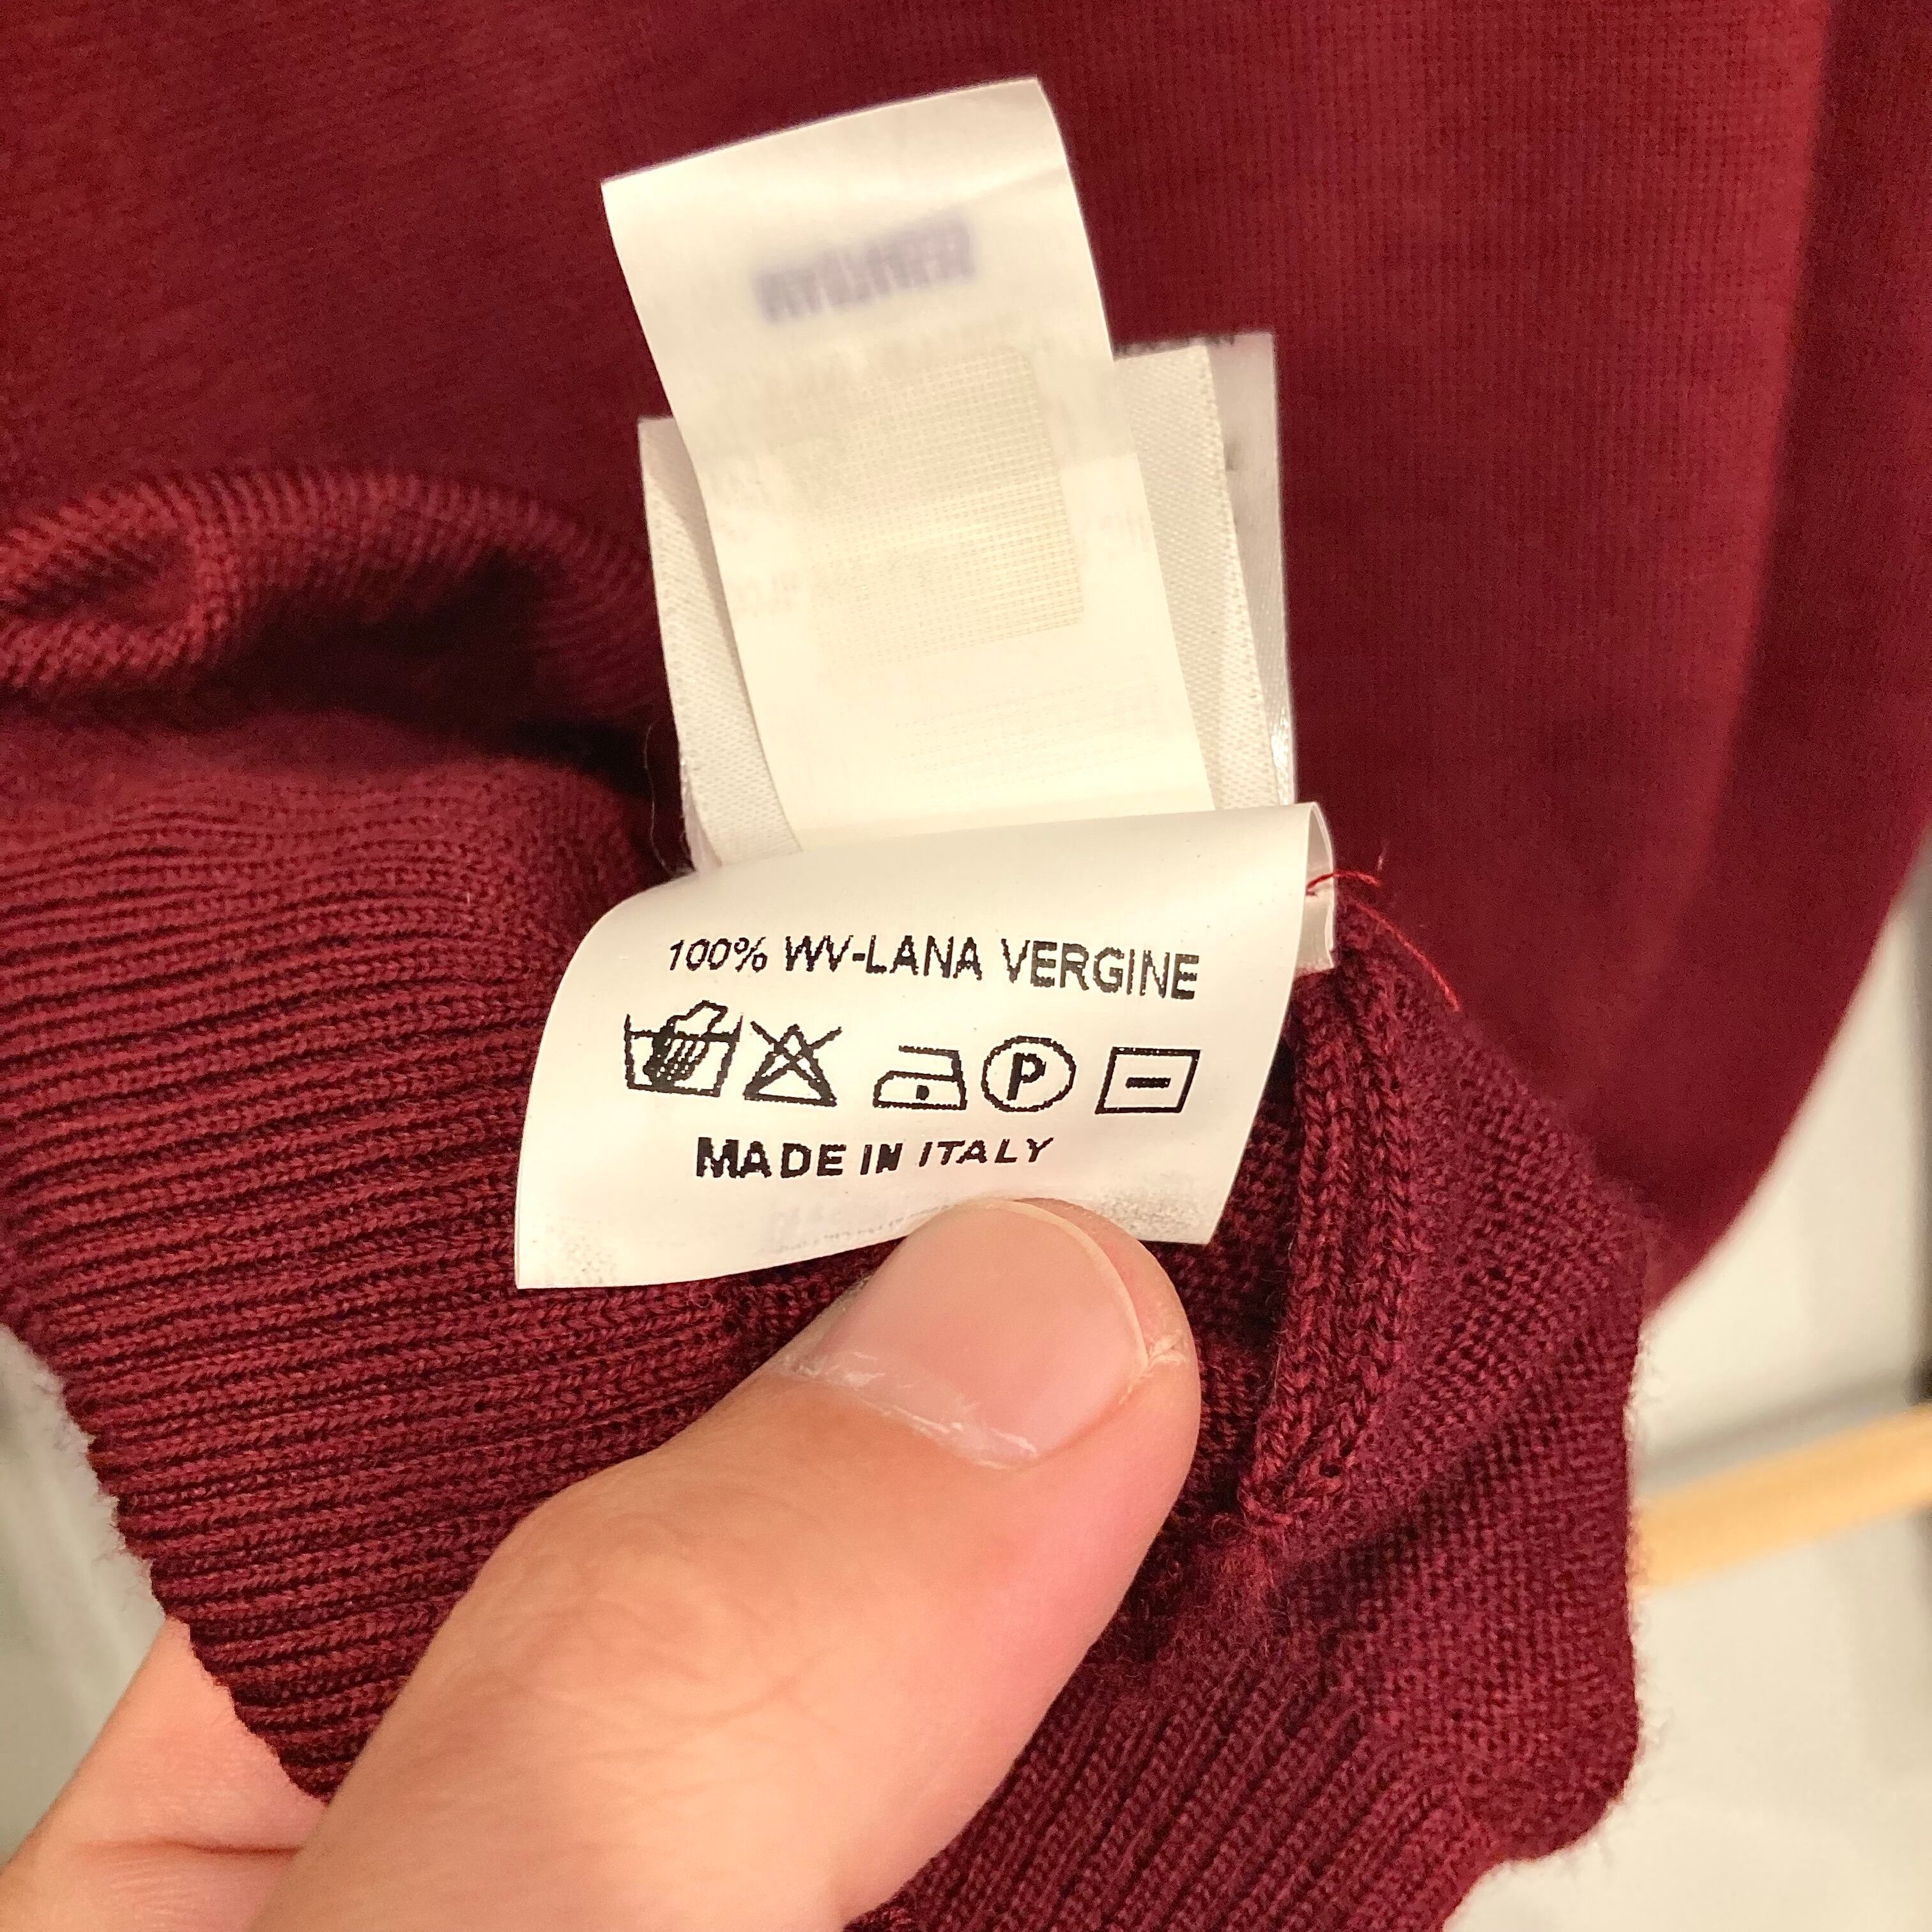 100% WV-LANA VERGINE
P
MADE IN ITALY